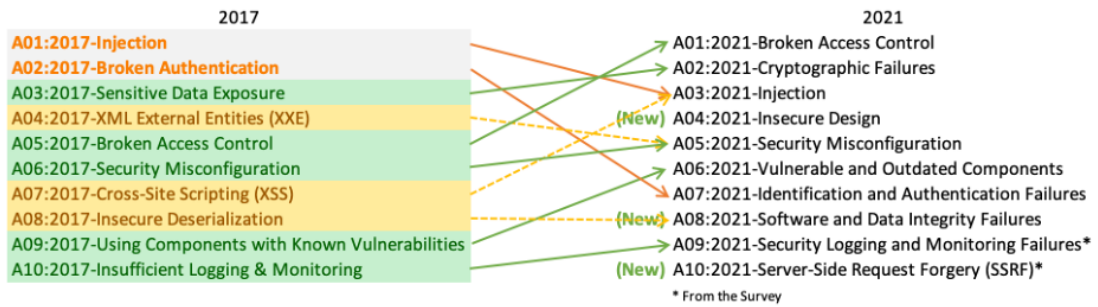 2017
A01:2017-Injection
A02:2017-Broken Authentication
A03:2017-Sensitive Data Exposure
A04:2017-XML External Entities (XXE)
A05:2017-Broken Access Control
A06:2017-Security Misconfiguration
A07:2017-Cross-Site Scripting (XSS)
A08:2017-Insecure Deserialization
A09:2017-Using Components with Known Vulnerabilities
A10:2017-Insufficient Logging & Monitoring
2021
A01:2021-Broken Access Control
A02:2021-Cryptographic Failures
A03:2021-Injection
(New) A04:2021-Insecure Design
A05:2021-Security Misconfiguration
A06:2021-Vulnerable and Outdated Components
A07:2021-Identification and Authentication Failures
(New) A08:2021-Software and Data Integrity Failures
A09:2021-Security Logging and Monitoring Failures*
(New) A10:2021-Server-Side Request Forgery (SSRF)*
* From the Survey